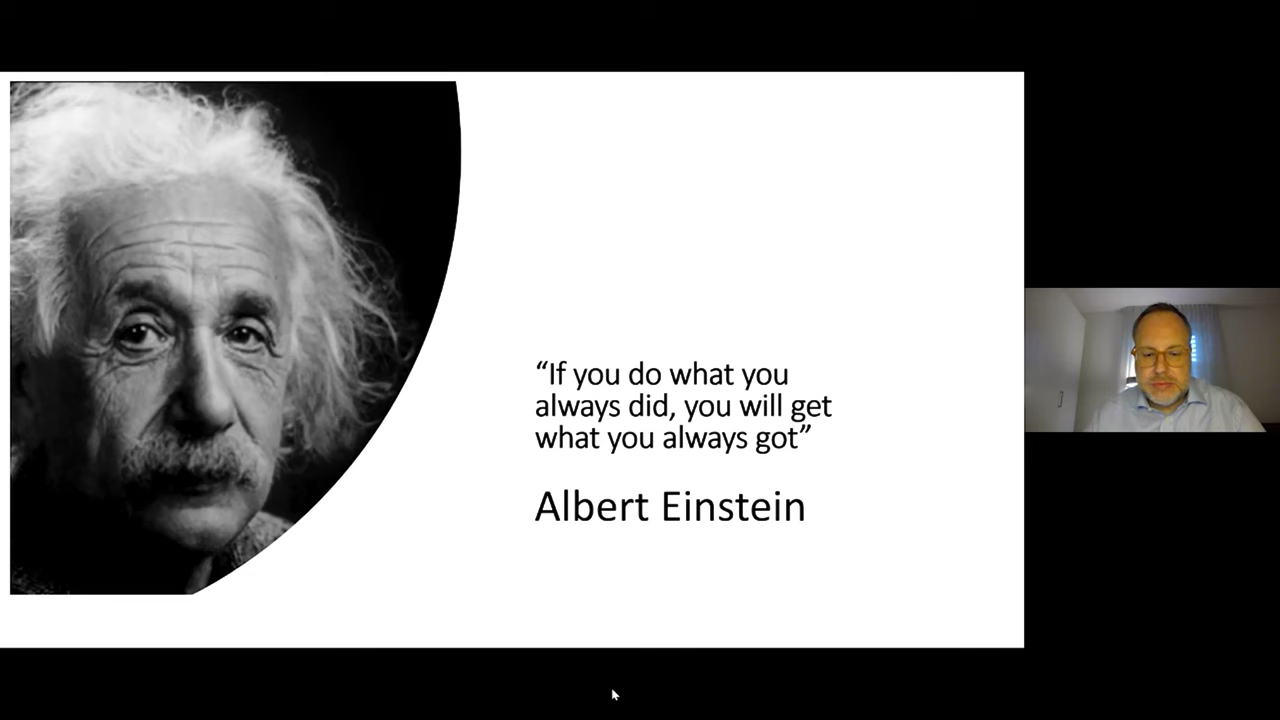 “If you do what you
always did, you will get
what you always got”
Albert Einstein